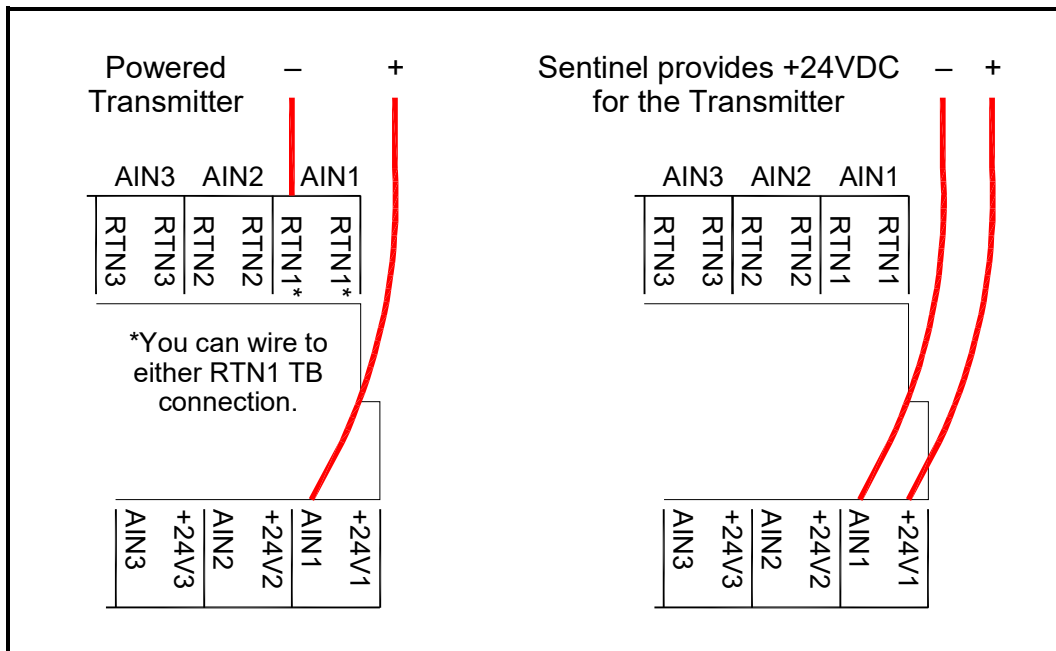 Powered – +
Transmitter
AIN3 AIN2 AIN1
RTN3 RTN3 RTN2 RTN2 RTN1* RTN1*
*You can wire to
either RTN1 TB
connection.
AIN3 +24V3 AIN2 +24V2 AIN1 +24V1
Sentinel provides +24VDC – +
for the Transmitter
AIN3 AIN2 AIN1
RTN3 RTN3 RTN2 RTN2 RTN1 RTN1
AIN3 +24V3 AIN2 +24V2 AIN1 +24V1